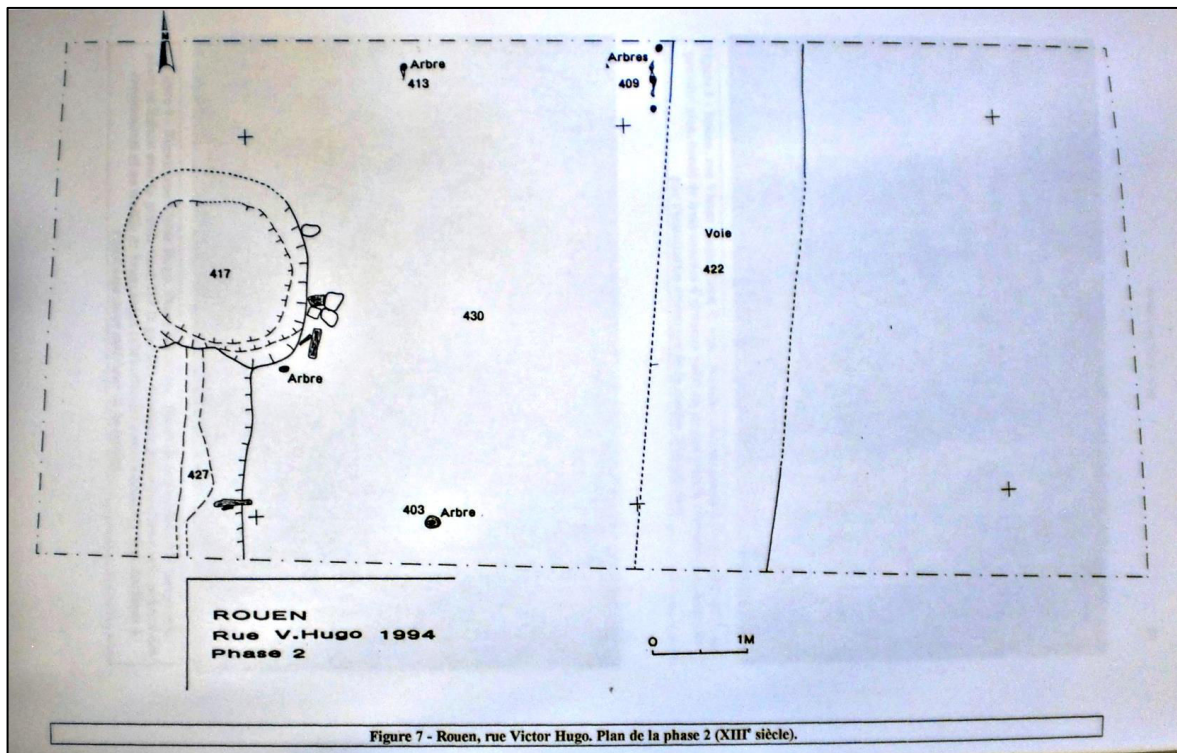 N
Arbre
413
Arbres
409
Voie
422
417
430
Arbre
427
403 Arbre
ROUEN
Rue V.Hugo 1994
Phase 2
0 1M
Figure 7 - Rouen, rue Victor Hugo. Plan de la phase 2 (XIIIᵉ siècle).